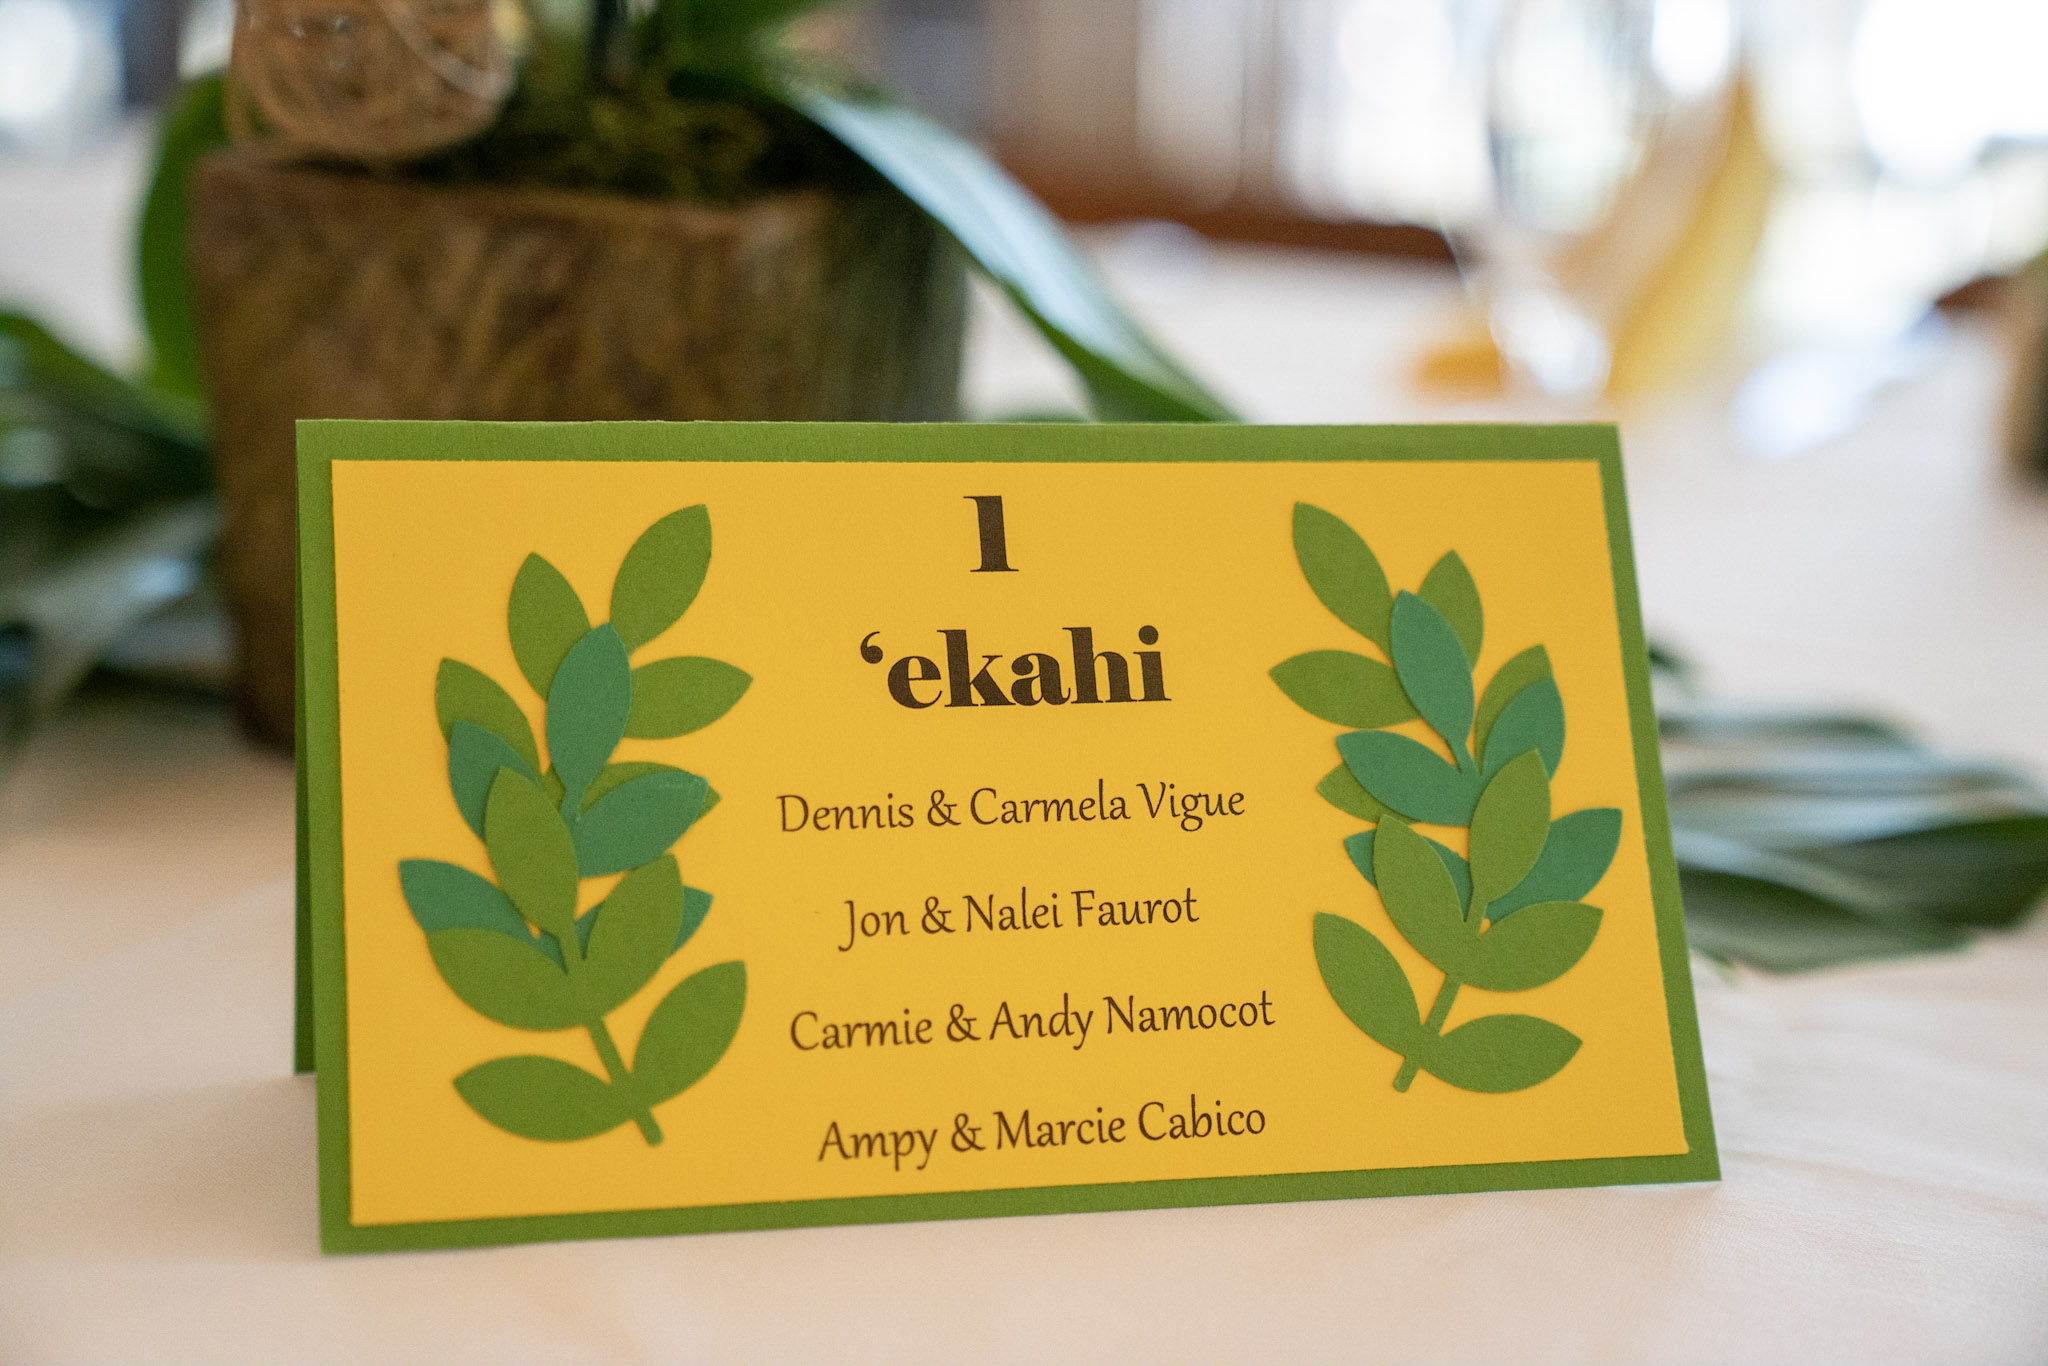 1
‘ekahi
Dennis & Carmela Vigue
Jon & Nalei Faurot
Carmie & Andy Namocot
Ampy & Marcie Cabico